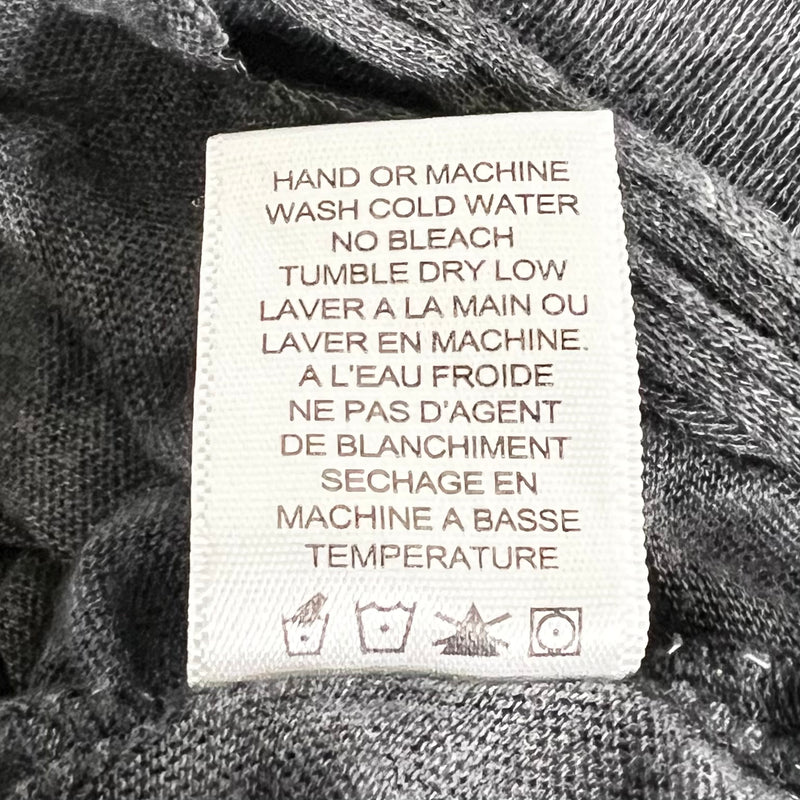 HAND OR MACHINE
WASH COLD WATER
NO BLEACH
TUMBLE DRY LOW
LAVER A LA MAIN OU
LAVER EN MACHINE.
A L'EAU FROIDE
NE PAS D'AGENT
DE BLANCHIMENT
SECHAGE EN
MACHINE A BASSE
TEMPERATURE